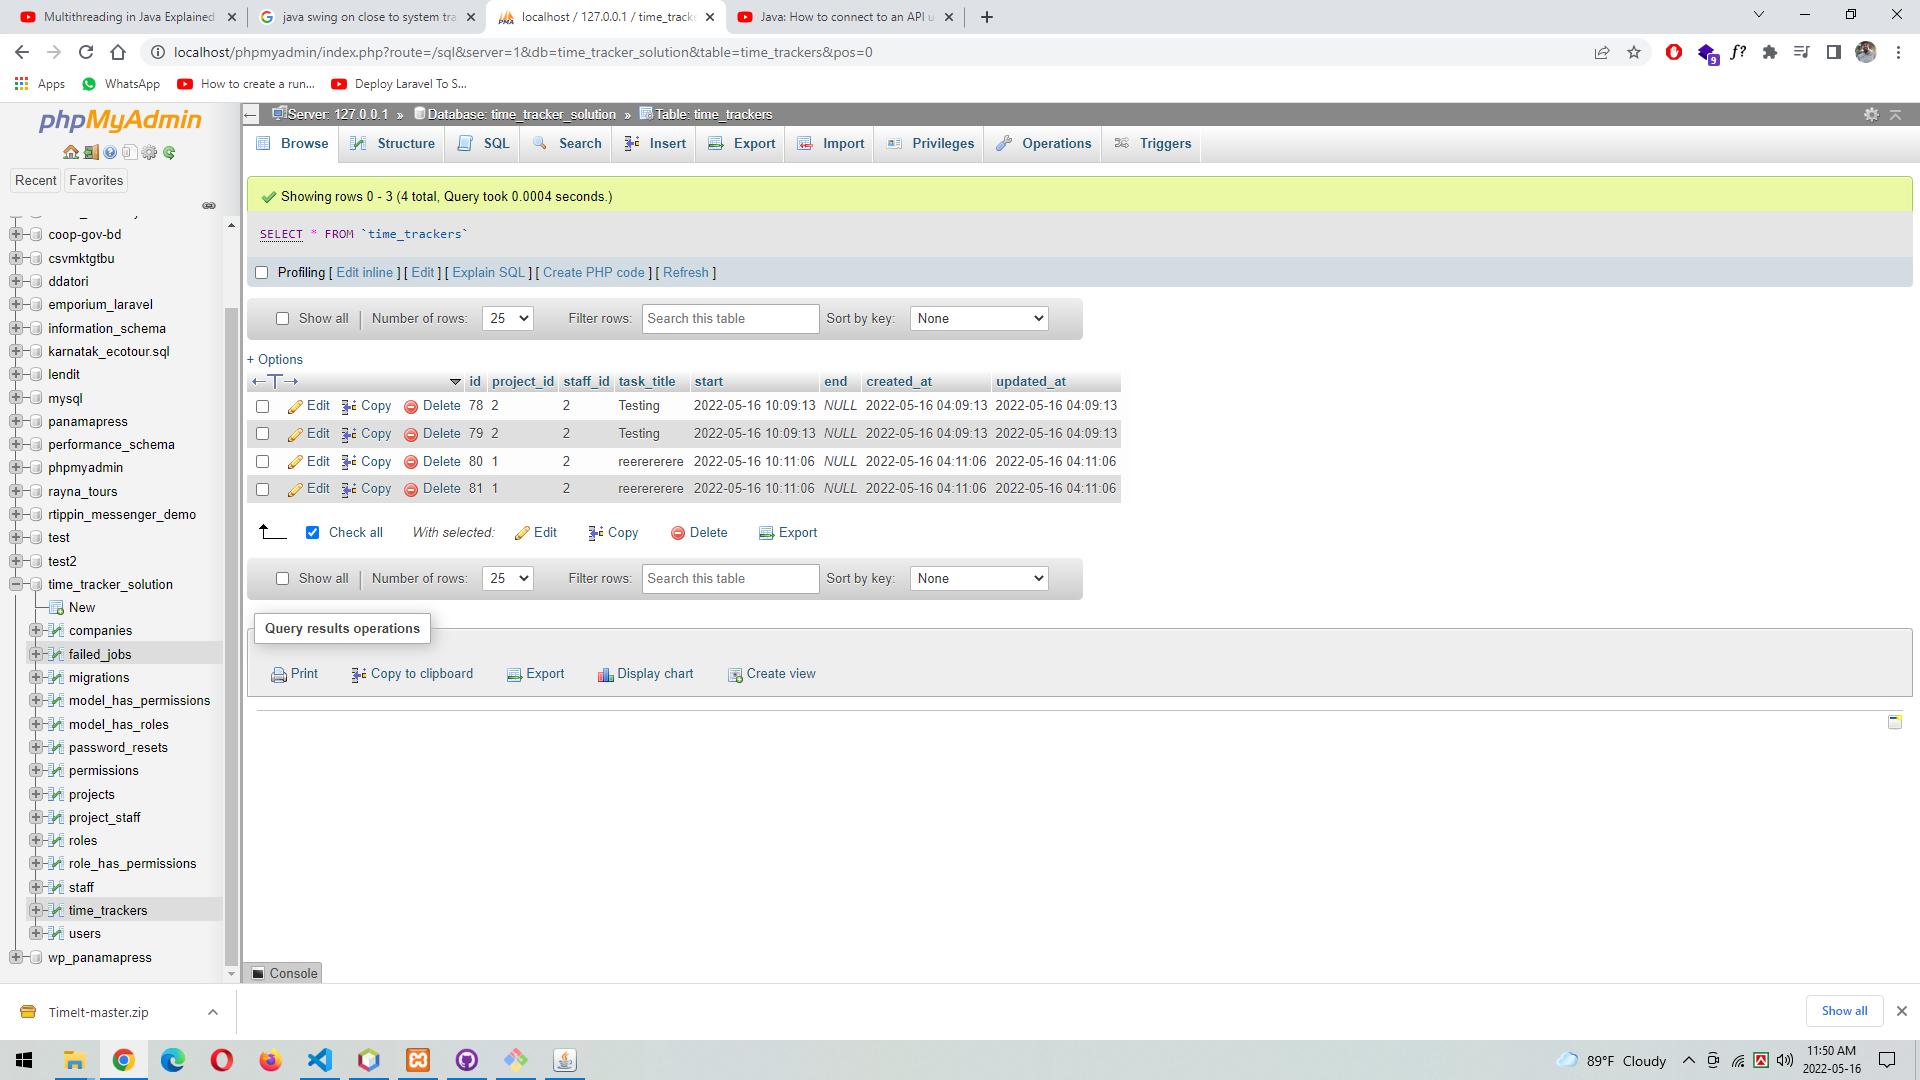 Multithreading in Java Explained
java swing on close to system tra
localhost / 127.0.0.1 / time_tracke
Java: How to connect to an API u
localhost/phpmyadmin/index.php?route=/sql&server=1&db=time_tracker_solution&table=time_trackers&pos=0
9
f?
Apps
WhatsApp
How to create a run...
Deploy Laravel To S...
phpMyAdmin
Recent
Favorites
coop-gov-bd
csvmktgtbu
ddatori
emporium_laravel
information_schema
karnatak_ecotour.sql
lendit
mysql
panamapress
performance_schema
phpmyadmin
rayna_tours
rtippin_messenger_demo
test
test2
time_tracker_solution
New
companies
failed_jobs
migrations
model_has_permissions
model_has_roles
password_resets
permissions
projects
project_staff
roles
role_has_permissions
staff
time_trackers
users
wp_panamapress
Server: 127.0.0.1 » Database: time_tracker_solution » Table: time_trackers
Browse Structure SQL Search Insert Export Import Privileges Operations Triggers
Showing rows 0 - 3 (4 total, Query took 0.0004 seconds.)
SELECT * FROM `time_trackers`
Profiling [ Edit inline ] [ Edit ] [ Explain SQL ] [ Create PHP code ] [ Refresh ]
Show all Number of rows: 25 Filter rows: Search this table Sort by key: None
+ Options
id project_id staff_id task_title start end created_at updated_at
Edit Copy Delete 78 2 2 Testing 2022-05-16 10:09:13 NULL 2022-05-16 04:09:13 2022-05-16 04:09:13
Edit Copy Delete 79 2 2 Testing 2022-05-16 10:09:13 NULL 2022-05-16 04:09:13 2022-05-16 04:09:13
Edit Copy Delete 80 1 2 reerererere 2022-05-16 10:11:06 NULL 2022-05-16 04:11:06 2022-05-16 04:11:06
Edit Copy Delete 81 1 2 reerererere 2022-05-16 10:11:06 NULL 2022-05-16 04:11:06 2022-05-16 04:11:06
Check all With selected: Edit Copy Delete Export
Show all Number of rows: 25 Filter rows: Search this table Sort by key: None
Query results operations
Print Copy to clipboard Export Display chart Create view
Console
TimeIt-master.zip
Show all
89°F Cloudy
11:50 AM
2022-05-16